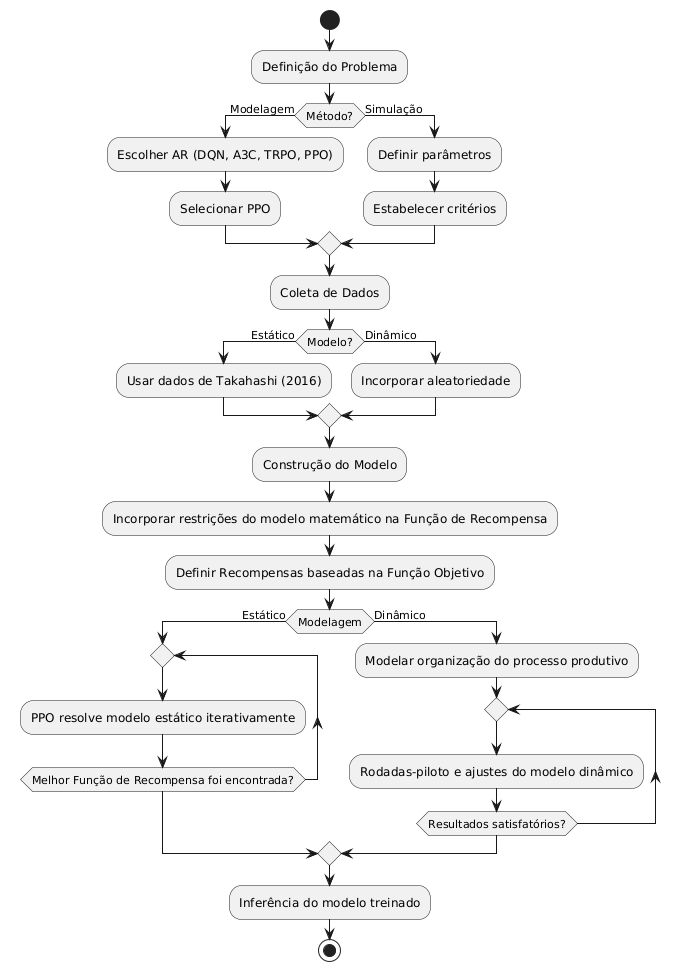 Definição do Problema
Modelagem
Método?
Simulação
Escolher AR (DQN, A3C, TRPO, PPO)
Definir parâmetros
Selecionar PPO
Estabelecer critérios
Coleta de Dados
Estático
Modelo?
Dinâmico
Usar dados de Takahashi (2016)
Incorporar aleatoriedade
Construção do Modelo
Incorporar restrições do modelo matemático na Função de Recompensa
Definir Recompensas baseadas na Função Objetivo
Estático
Modelagem
Dinâmico
Modelar organização do processo produtivo
PPO resolve modelo estático iterativamente
Rodadas-piloto e ajustes do modelo dinâmico
Melhor Função de Recompensa foi encontrada?
Resultados satisfatórios?
Inferência do modelo treinado